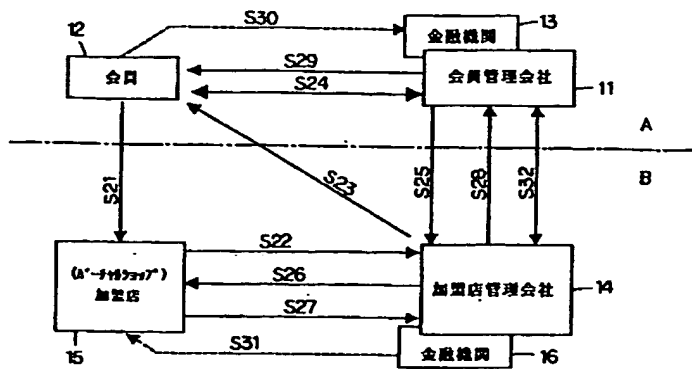 S30
13
12
金融機関
会員
S29
会員管理会社
S24
11
A
B
S21
S23
S25
S28
S32
(バーチャルショップ)
加盟店
S22
S26
加盟店管理会社
14
S27
15
S31
金融機関
16